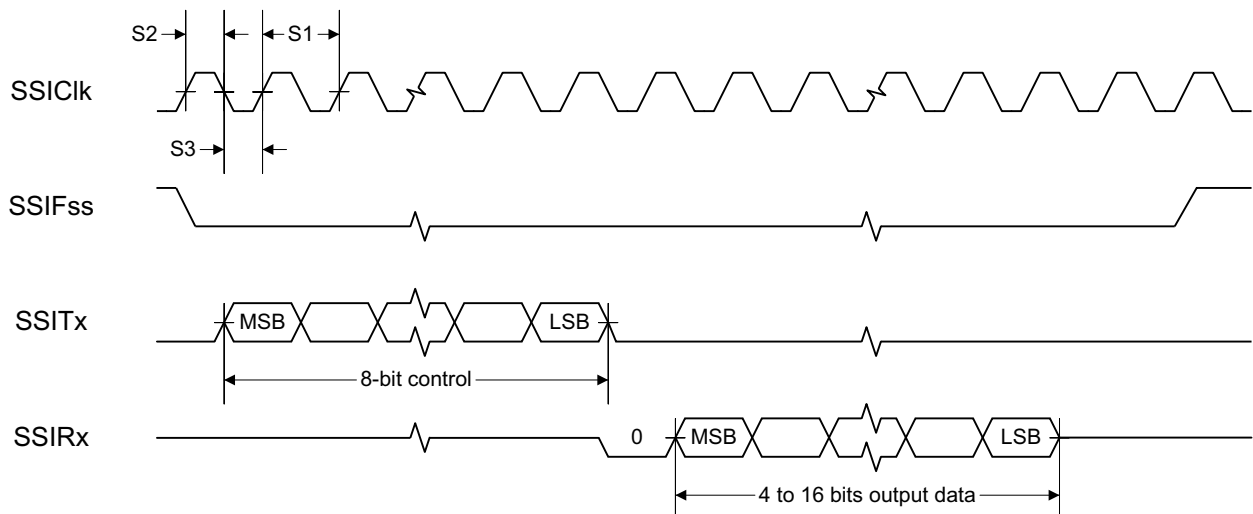 S2
S1
SSIClk
S3
SSIFss
SSITx
MSB
LSB
8-bit control
SSIRx
0
MSB
LSB
4 to 16 bits output data